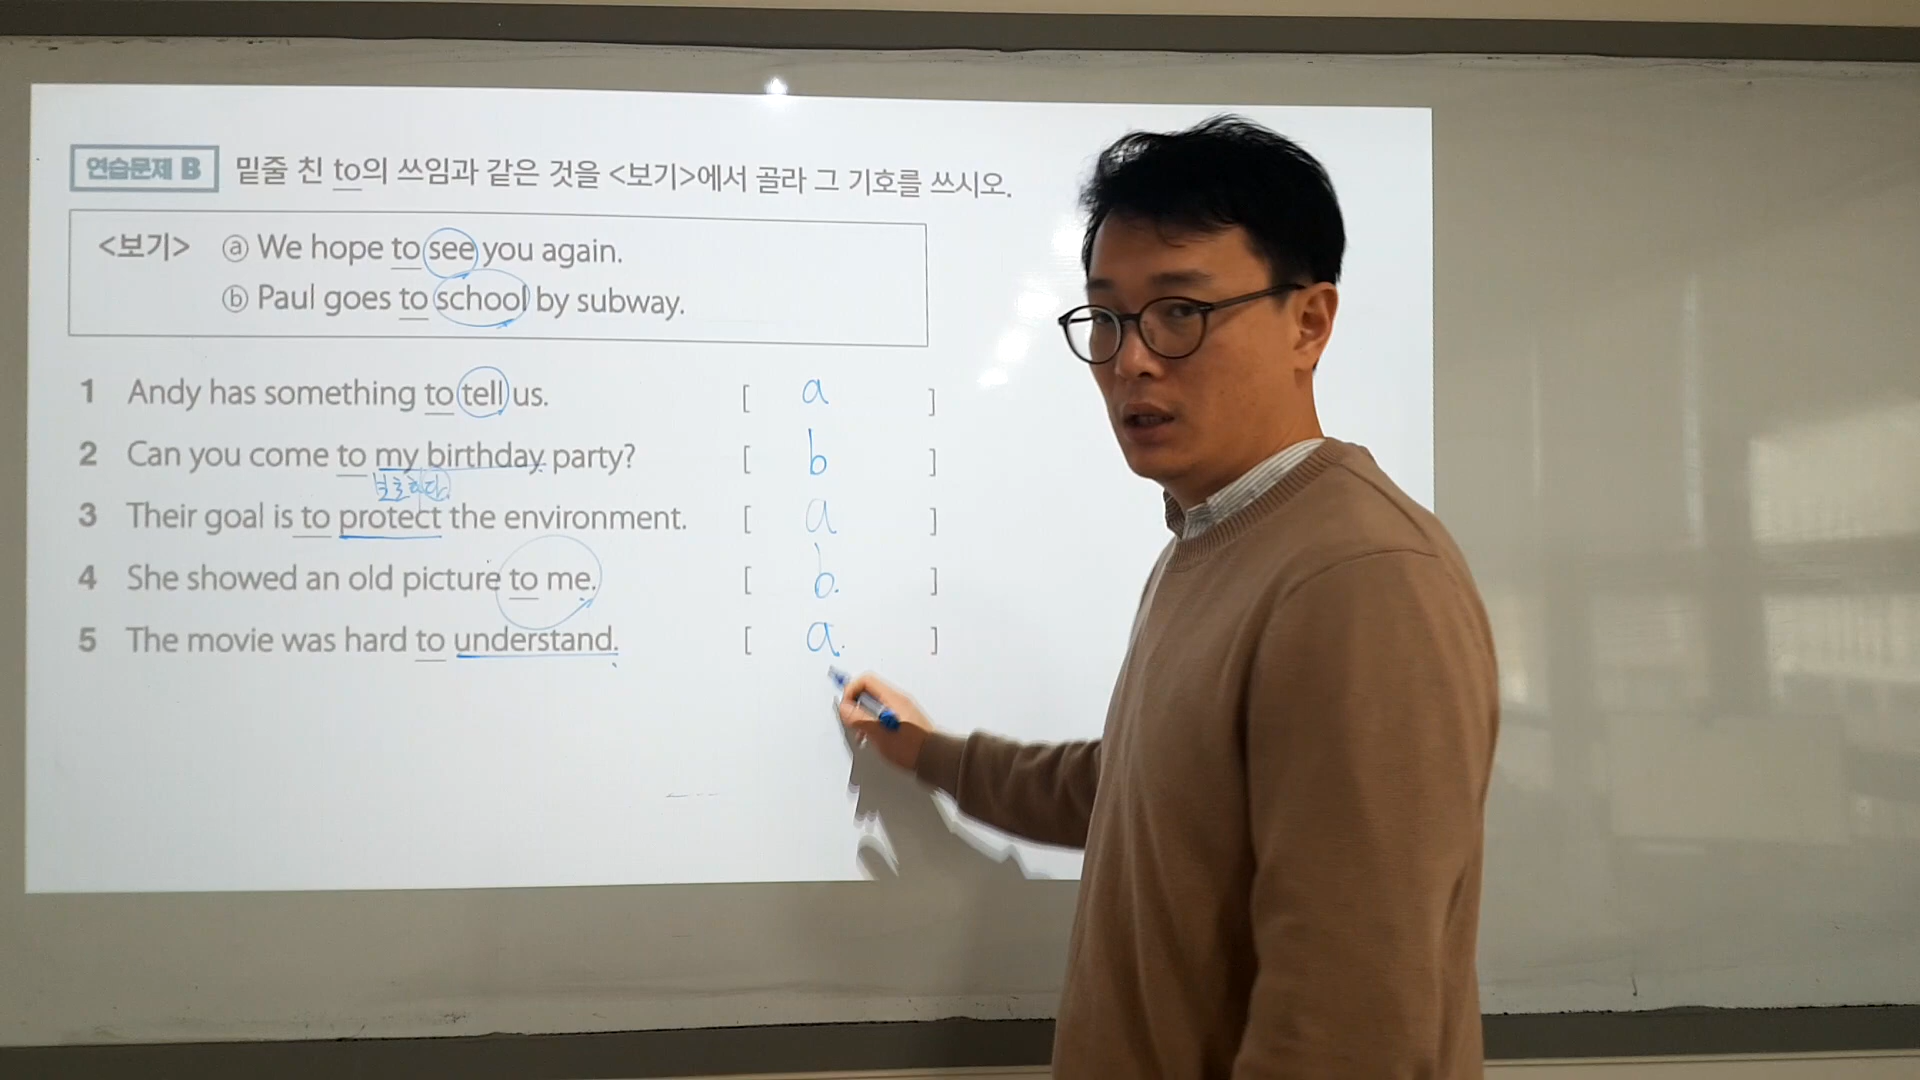 연습문제 B 밑줄 친 to의 쓰임과 같은 것을 <보기>에서 골라 그 기호를 쓰시오.
<보기> ⓐ We hope to see you again.
ⓑ Paul goes to school by subway.
1 Andy has something to tell us. [ a ]
2 Can you come to my birthday party? [ b ]
보호하다.
3 Their goal is to protect the environment. [ a ]
4 She showed an old picture to me. [ b. ]
5 The movie was hard to understand. [ a. ]